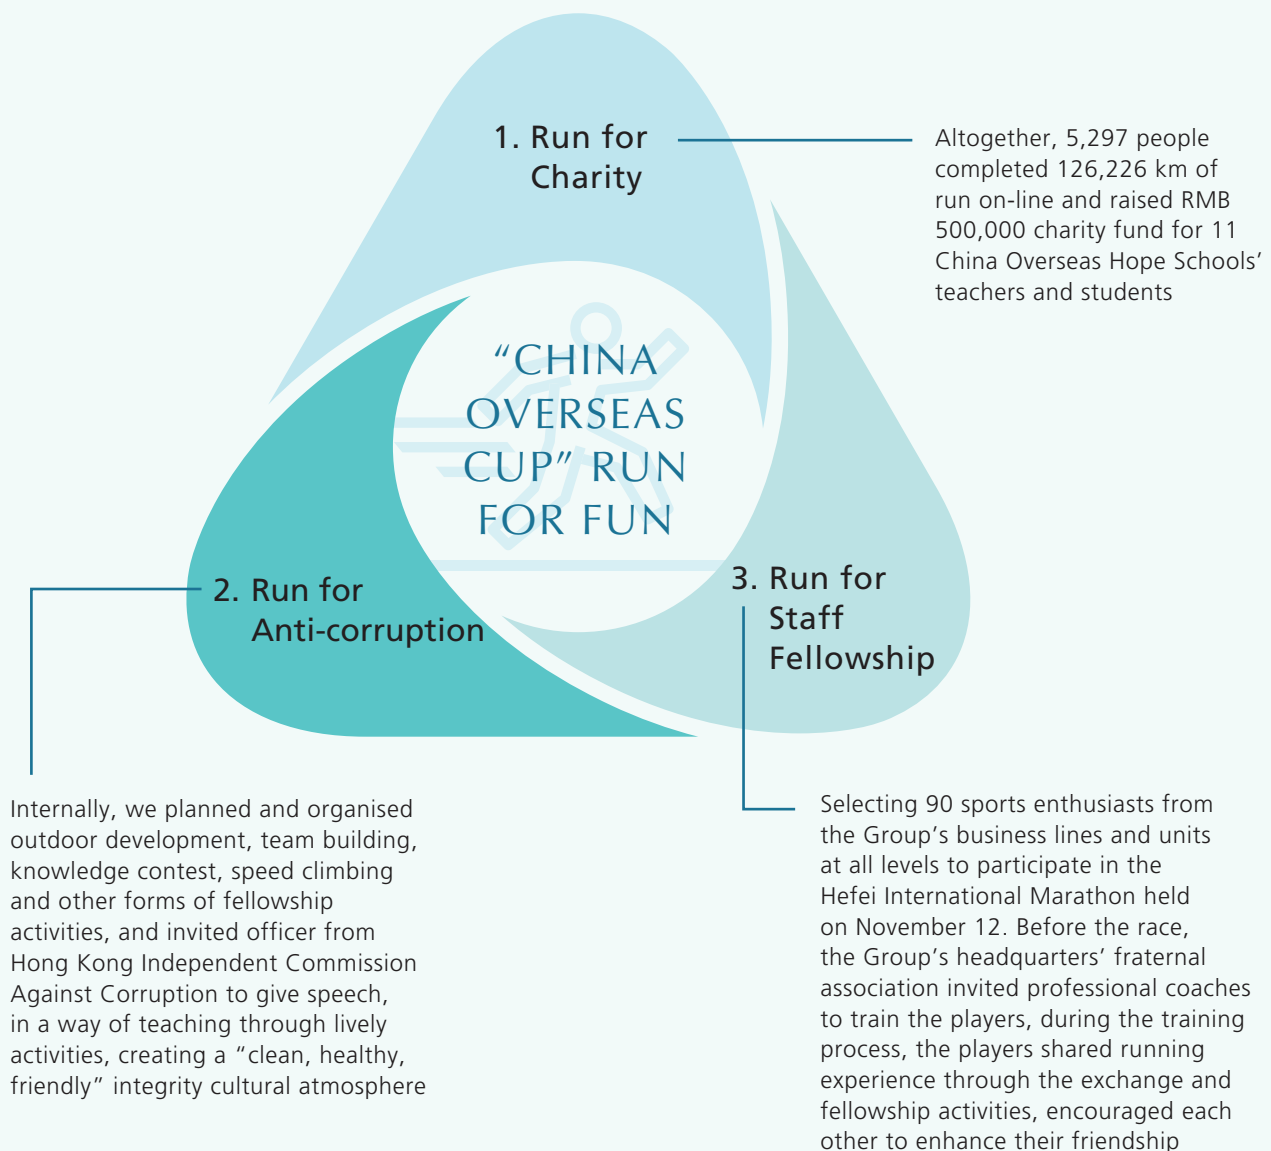 1. Run for
Charity
Altogether, 5,297 people
completed 126,226 km of
run on-line and raised RMB
500,000 charity fund for 11
China Overseas Hope Schools’
teachers and students
“CHINA
OVERSEAS
CUP” RUN
FOR FUN
2. Run for
Anti-corruption
3. Run for
Staff
Fellowship
Internally, we planned and organised
outdoor development, team building,
knowledge contest, speed climbing
and other forms of fellowship
activities, and invited officer from
Hong Kong Independent Commission
Against Corruption to give speech,
in a way of teaching through lively
activities, creating a “clean, healthy,
friendly” integrity cultural atmosphere
Selecting 90 sports enthusiasts from
the Group’s business lines and units
at all levels to participate in the
Hefei International Marathon held
on November 12. Before the race,
the Group’s headquarters’ fraternal
association invited professional coaches
to train the players, during the training
process, the players shared running
experience through the exchange and
fellowship activities, encouraged each
other to enhance their friendship